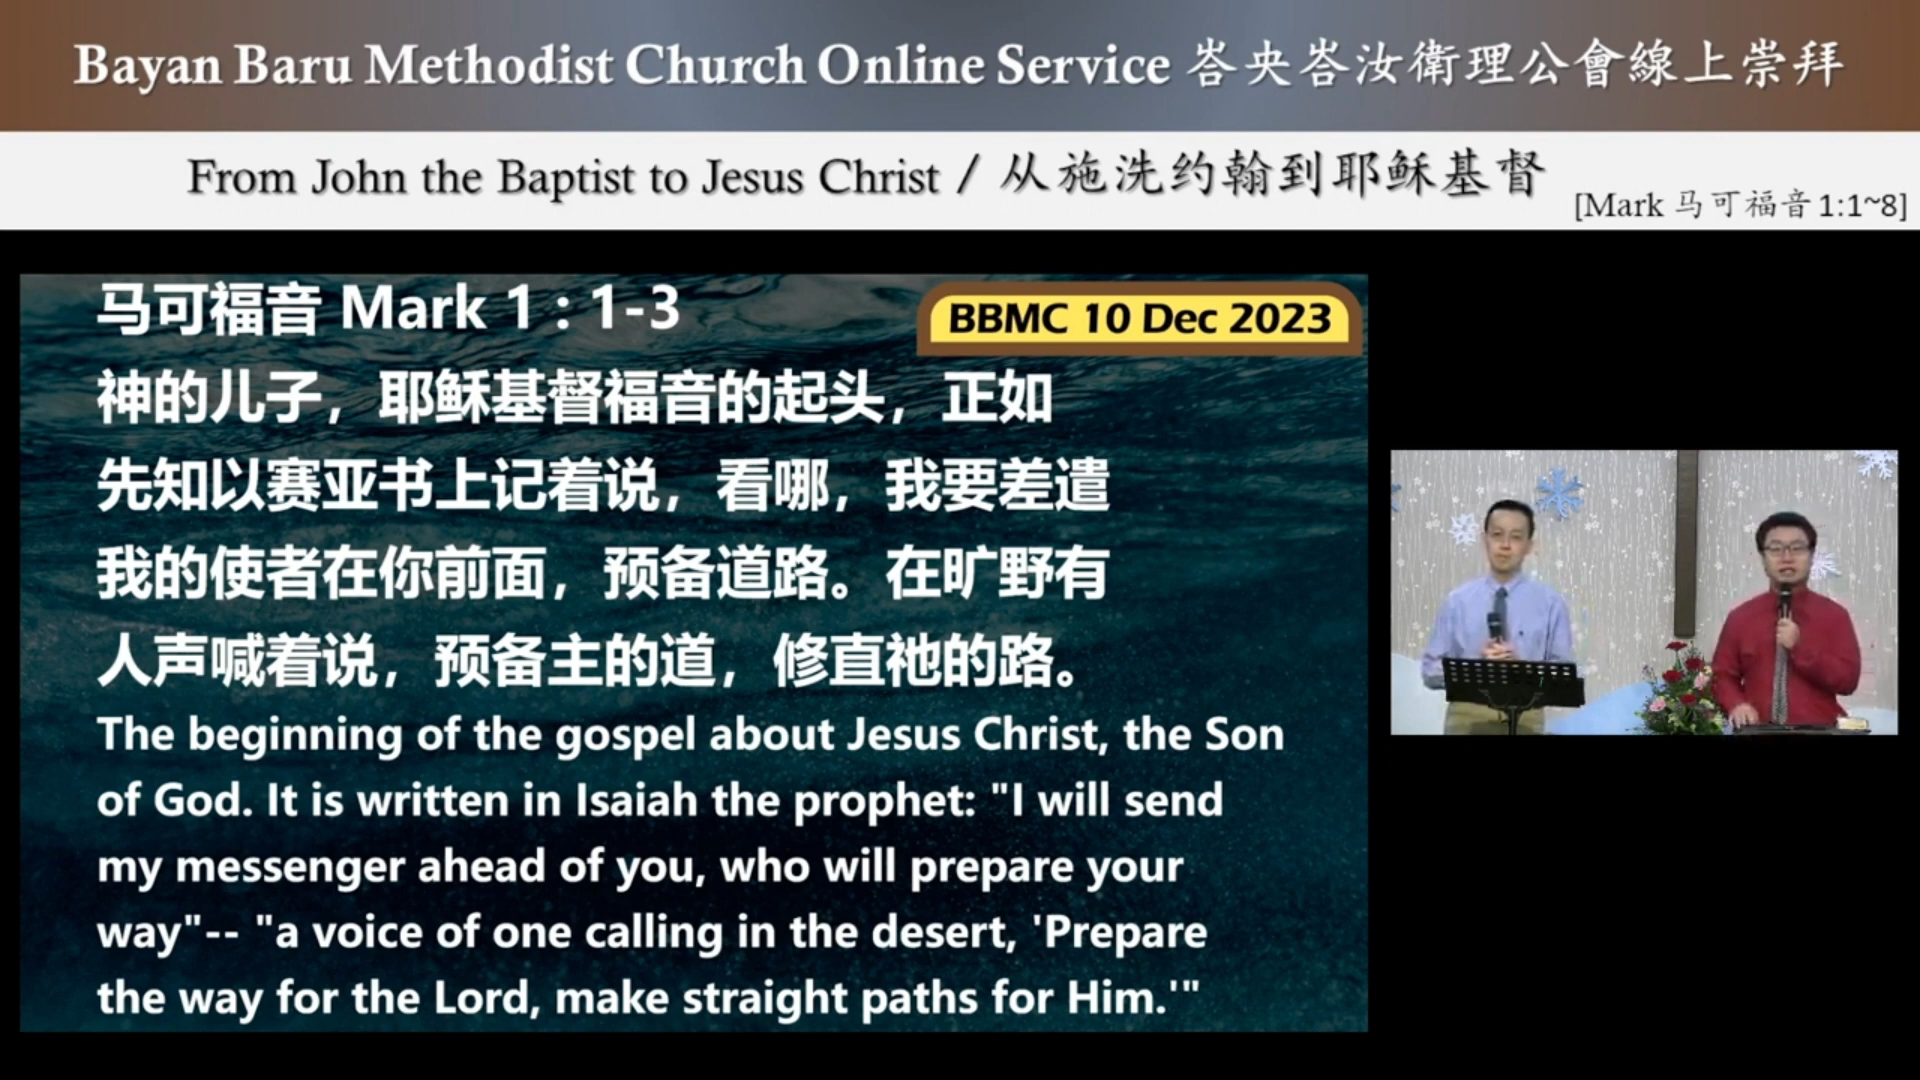 Bayan Baru Methodist Church Online Service 峇央峇汝衛理公會線上崇拜
From John the Baptist to Jesus Christ / 从施洗约翰到耶稣基督
[Mark 马可福音 1:1~8]
马可福音 Mark 1 : 1-3
BBMC 10 Dec 2023
神的儿子，耶稣基督福音的起头，正如
先知以赛亚书上记着说，看哪，我要差遣
我的使者在你前面，预备道路。在旷野有
人声喊着说，预备主的道，修直祂的路。
The beginning of the gospel about Jesus Christ, the Son
of God. It is written in Isaiah the prophet: "I will send
my messenger ahead of you, who will prepare your
way"-- "a voice of one calling in the desert, 'Prepare
the way for the Lord, make straight paths for Him.'"